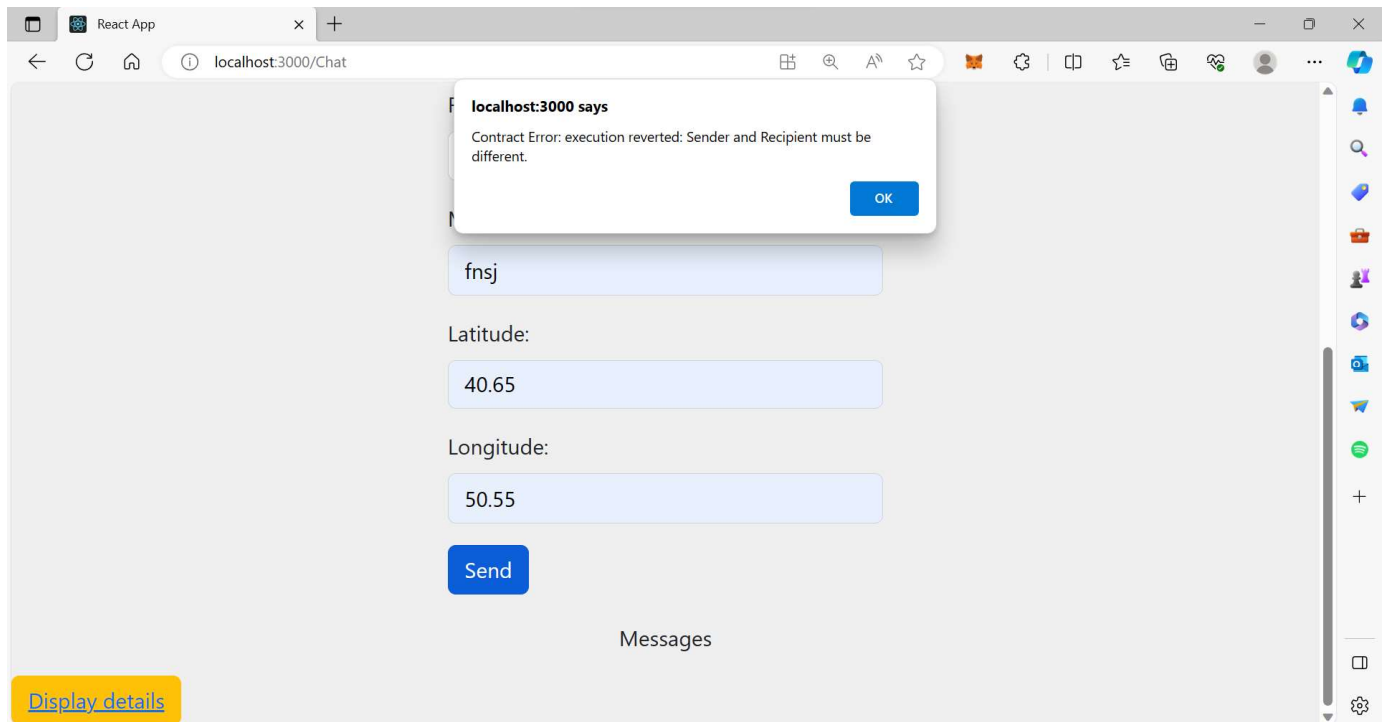 React App
localhost:3000/Chat
localhost:3000 says
Contract Error: execution reverted: Sender and Recipient must be
different.
OK
fnsj
Latitude:
40.65
Longitude:
50.55
Send
Messages
Display details